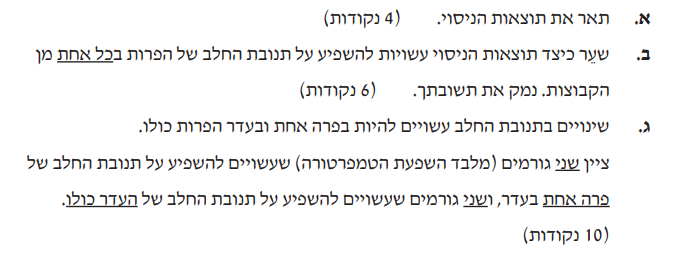 א. תאר את תוצאות הניסוי. (4 נקודות)
ב. שער כיצד תוצאות הניסוי עשויות להשפיע על תנובת החלב של הפרות בכל אחת מן
הקבוצות. נמק את תשובתך. (6 נקודות)
ג. שינויים בתנובת החלב עשויים להיות בפרה אחת ובעדר הפרות כולו.
ציין שני גורמים (מלבד השפעת הטמפרטורה) שעשויים להשפיע על תנובת החלב של
פרה אחת בעדר, ושני גורמים שעשויים להשפיע על תנובת החלב של העדר כולו.
(10 נקודות)